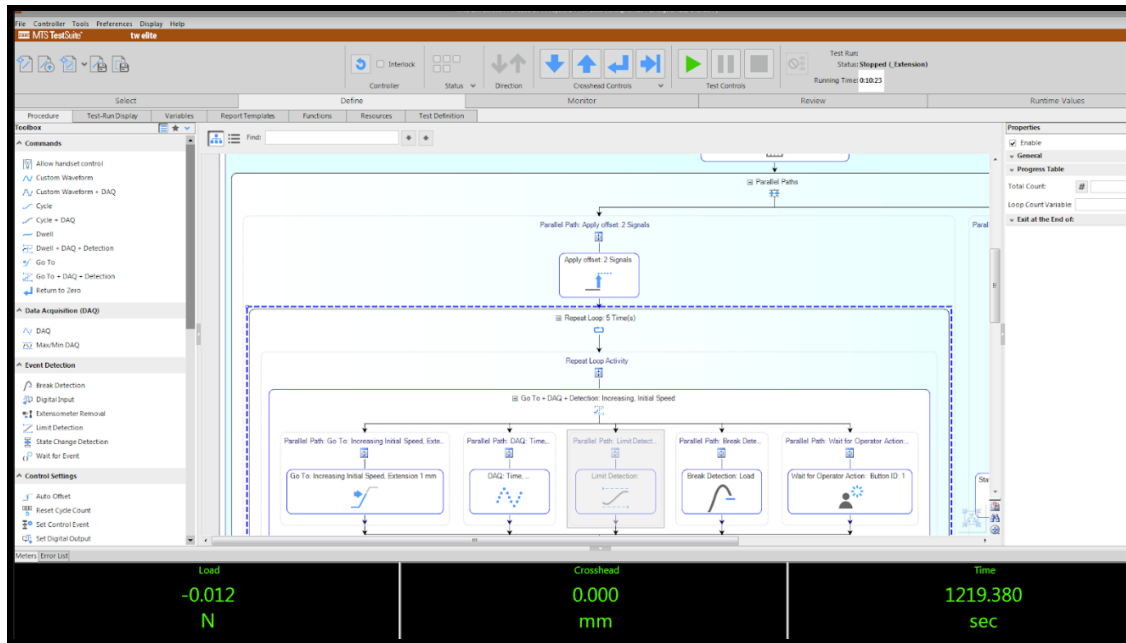 File Controller Tools Preferences Display Help
MTS TestSuite™ tw elite
Interlock
Controller
Status
Direction
Crosshead Controls
Test Controls
Test Run:
Status: Stopped (_Extension)
Running Time: 0:10:23
Select
Define
Monitor
Review
Runtime Values
Procedure
Test-Run Display
Variables
Report Templates
Functions
Resources
Test Definition
Toolbox
Commands
Allow handset control
Custom Waveform
Custom Waveform + DAQ
Cycle
Cycle + DAQ
Dwell
Dwell + DAQ + Detection
Go To
Go To + DAQ + Detection
Return to Zero
Data Acquisition (DAQ)
DAQ
Max/Min DAQ
Event Detection
Break Detection
Digital Input
Extensometer Removal
Limit Detection
State Change Detection
Wait for Event
Control Settings
Auto Offset
Reset Cycle Count
Set Control Event
Set Digital Output
Find:
Parallel Paths
Parallel Path: Apply offset: 2 Signals
Paral
Apply offset: 2 Signals
Repeat Loop: 5 Time(s)
Repeat Loop Activity
Go To + DAQ + Detection: Increasing, Initial Speed
Parallel Path: Go To: Increasing Initial Speed, Exte...
Parallel Path: DAQ: Time,...
Parallel Path: Limit Detect...
Parallel Path: Break Dete...
Parallel Path: Wait for Operator Action:...
Go To: Increasing Initial Speed, Extension 1 mm
DAQ: Time, ...
Limit Detection:
Break Detection: Load
Wait for Operator Action: Button ID: 1
Sta
Properties
Enable
General
Progress Table
Total Count: #
Loop Count Variable:
Exit at the End of:
Meters Error List
Load
-0.012
N
Crosshead
0.000
mm
Time
1219.380
sec